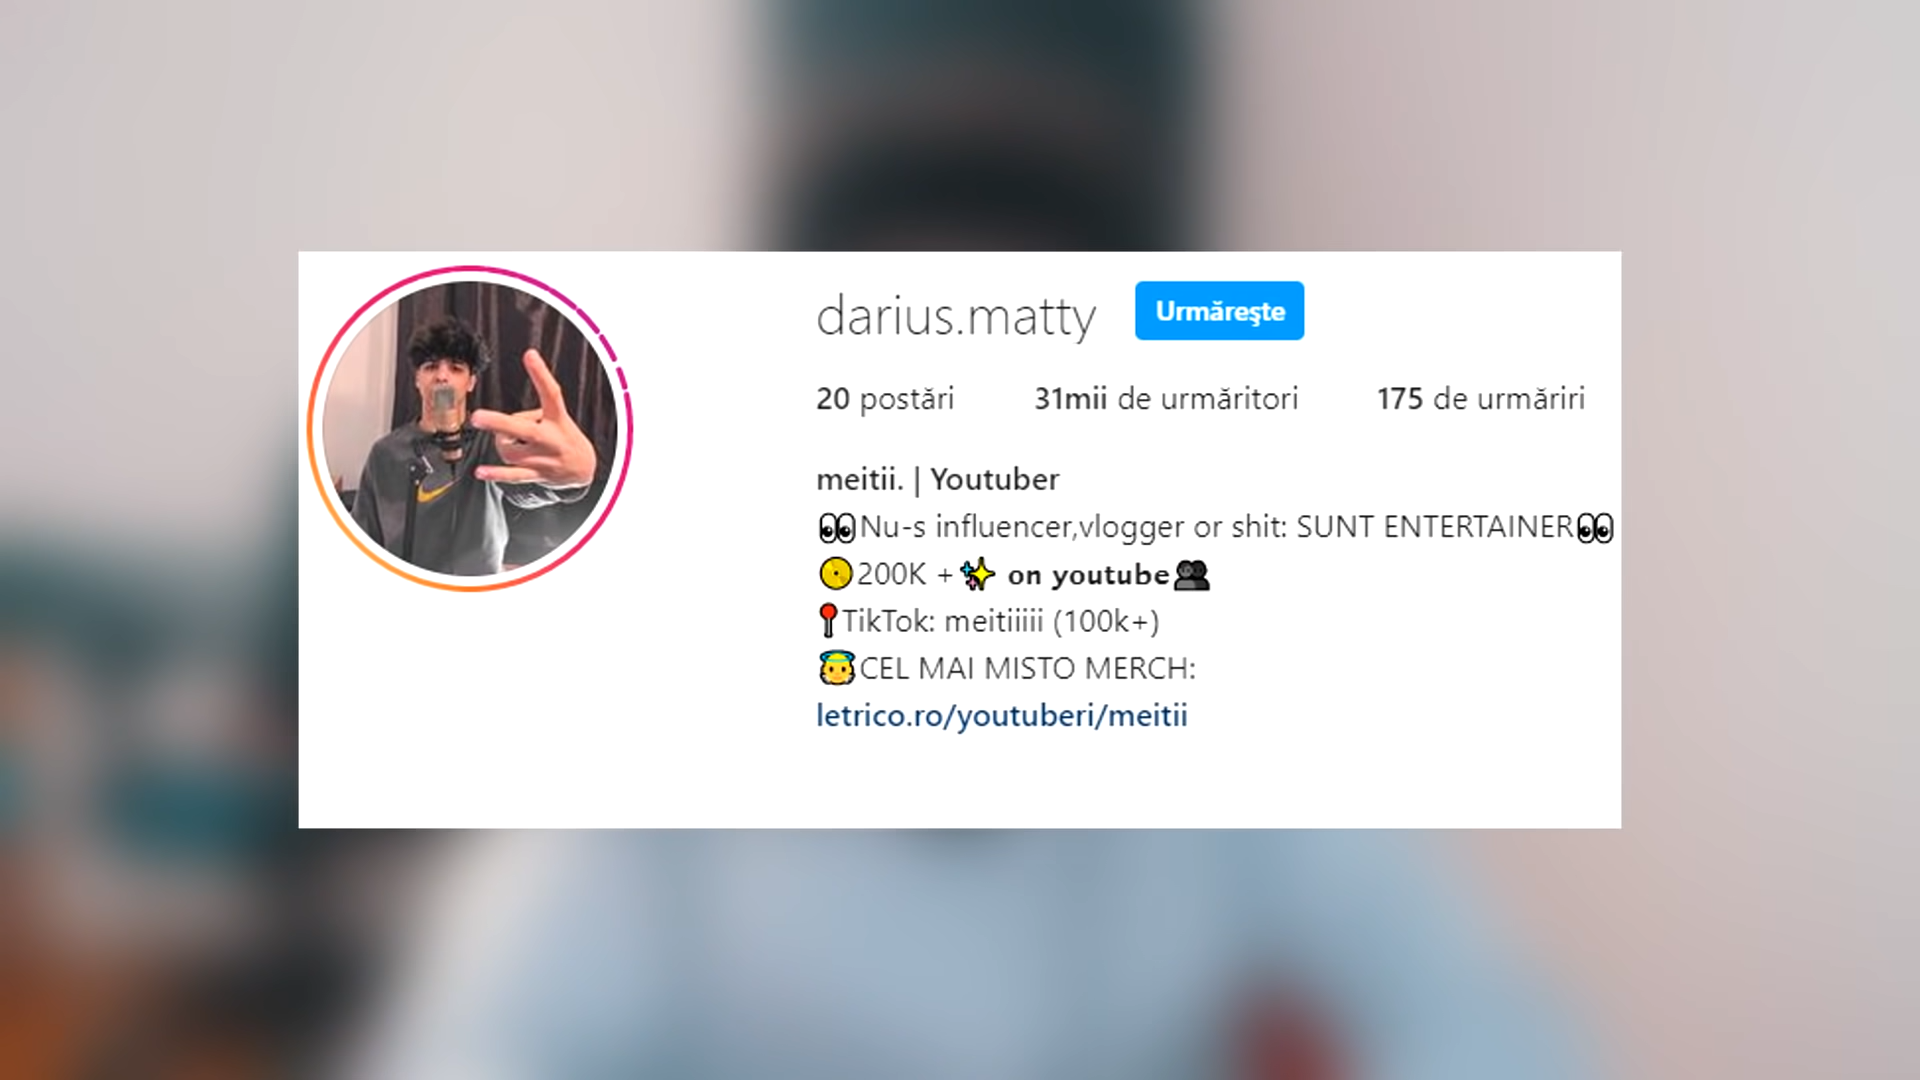 darius.matty Urmărește
20 postări 31mii de urmăritori 175 de urmăriri
meitii. | Youtuber
👀Nu-s influencer,vlogger or shit: SUNT ENTERTAINER👀
📀200K +✨ on youtube👥
📍TikTok: meitiiiii (100k+)
👼CEL MAI MISTO MERCH:
letrico.ro/youtuberi/meitii